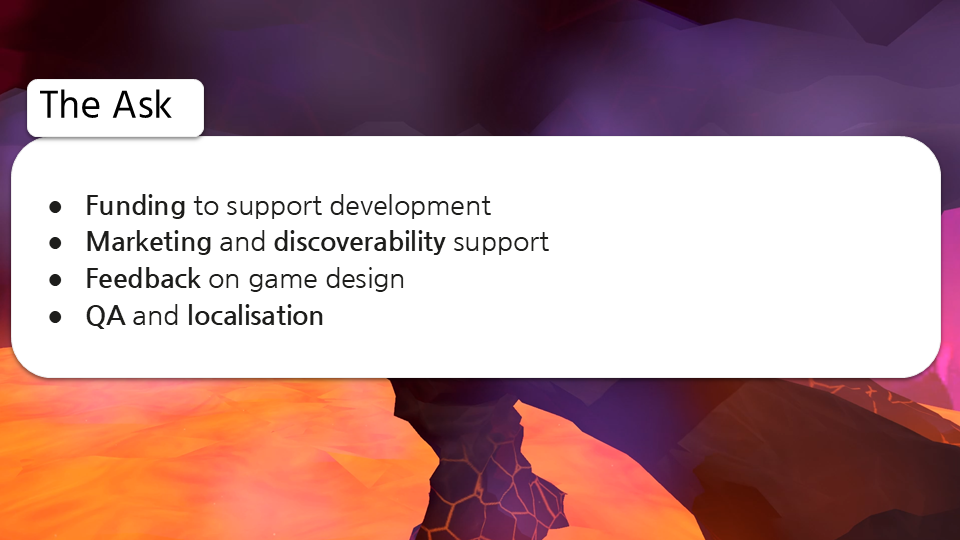 The Ask
● Funding to support development
● Marketing and discoverability support
● Feedback on game design
● QA and localisation